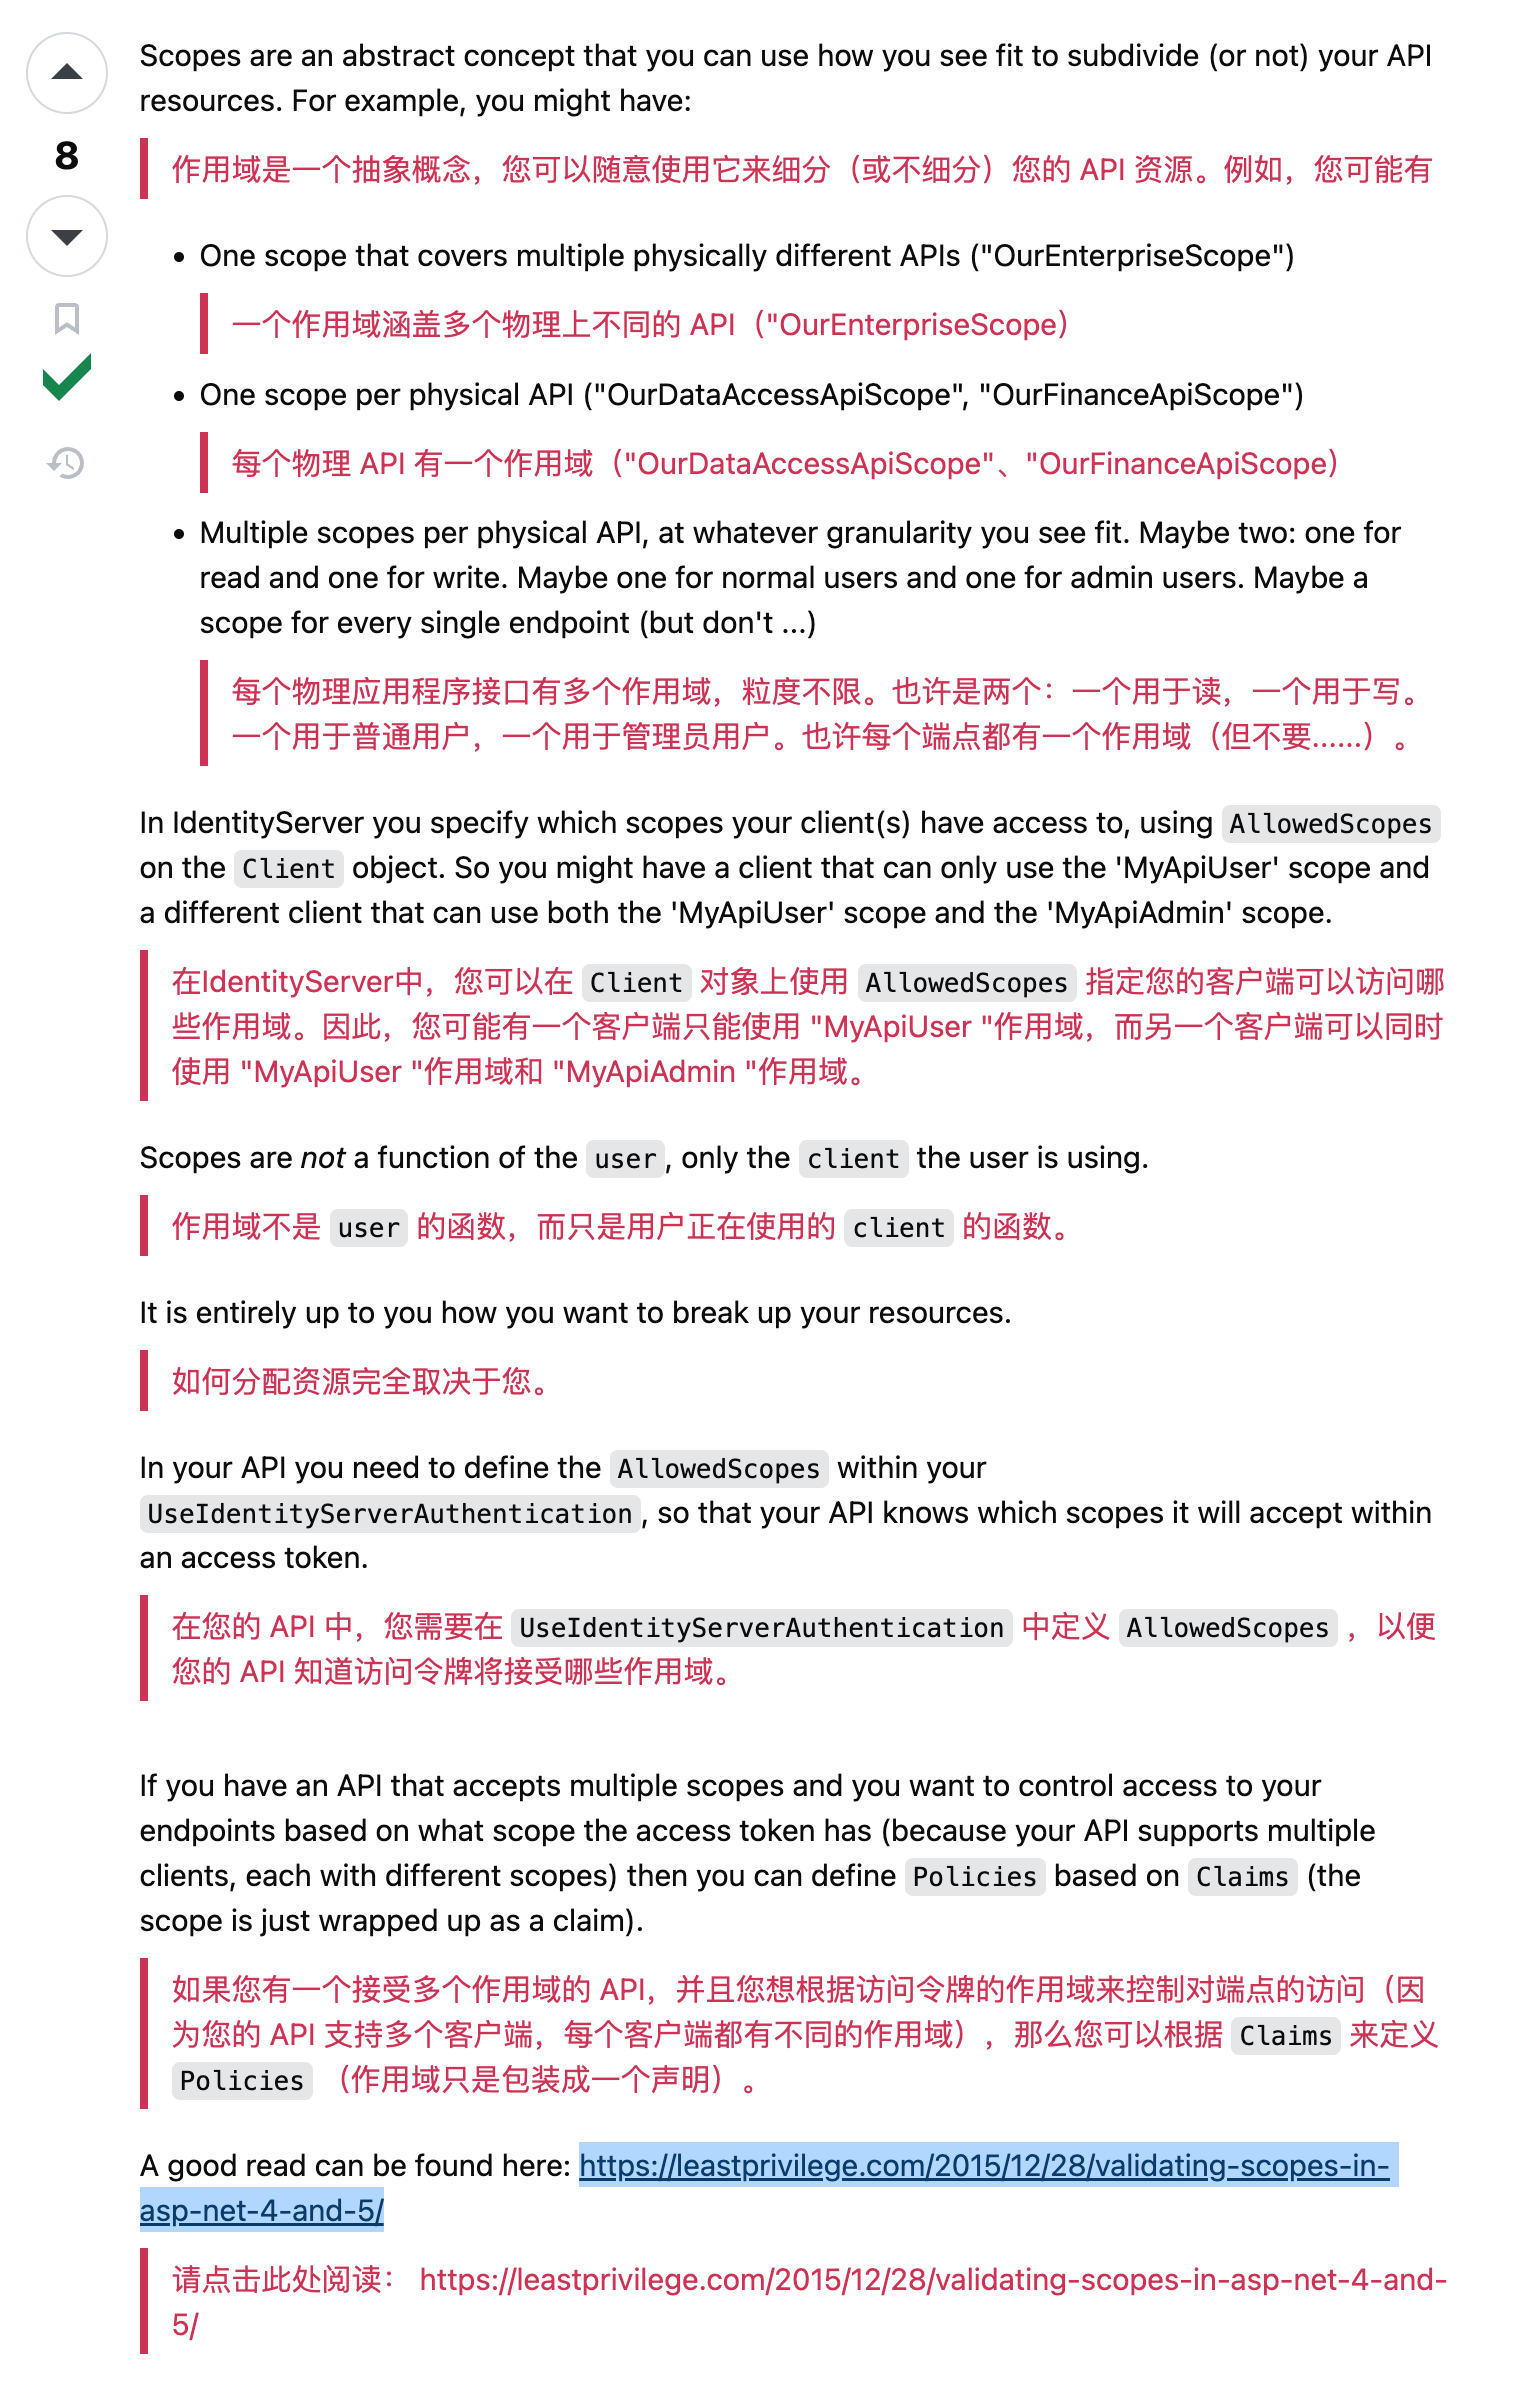 Scopes are an abstract concept that you can use how you see fit to subdivide (or not) your API
resources. For example, you might have:
8
作用域是一个抽象概念，您可以随意使用它来细分（或不细分）您的 API 资源。例如，您可能有
One scope that covers multiple physically different APIs ("OurEnterpriseScope")
一个作用域涵盖多个物理上不同的 API（"OurEnterpriseScope）
One scope per physical API ("OurDataAccessApiScope", "OurFinanceApiScope")
每个物理 API 有一个作用域（"OurDataAccessApiScope"、"OurFinanceApiScope）
Multiple scopes per physical API, at whatever granularity you see fit. Maybe two: one for
read and one for write. Maybe one for normal users and one for admin users. Maybe a
scope for every single endpoint (but don't ...)
每个物理应用程序接口有多个作用域，粒度不限。也许是两个：一个用于读，一个用于写。
一个用于普通用户，一个用于管理员用户。也许每个端点都有一个作用域（但不要......）。
In IdentityServer you specify which scopes your client(s) have access to, using AllowedScopes
on the Client object. So you might have a client that can only use the 'MyApiUser' scope and
a different client that can use both the 'MyApiUser' scope and the 'MyApiAdmin' scope.
在IdentityServer中，您可以在 Client 对象上使用 AllowedScopes 指定您的客户端可以访问哪
些作用域。因此，您可能有一个客户端只能使用 "MyApiUser "作用域，而另一个客户端可以同时
使用 "MyApiUser "作用域和 "MyApiAdmin "作用域。
Scopes are not a function of the user, only the client the user is using.
作用域不是 user 的函数，而只是用户正在使用的 client 的函数。
It is entirely up to you how you want to break up your resources.
如何分配资源完全取决于您。
In your API you need to define the AllowedScopes within your
UseIdentityServerAuthentication, so that your API knows which scopes it will accept within
an access token.
在您的 API 中，您需要在 UseIdentityServerAuthentication 中定义 AllowedScopes ，以便
您的 API 知道访问令牌将接受哪些作用域。
If you have an API that accepts multiple scopes and you want to control access to your
endpoints based on what scope the access token has (because your API supports multiple
clients, each with different scopes) then you can define Policies based on Claims (the
scope is just wrapped up as a claim).
如果您有一个接受多个作用域的 API，并且您想根据访问令牌的作用域来控制对端点的访问（因
为您的 API 支持多个客户端，每个客户端都有不同的作用域），那么您可以根据 Claims 来定义
Policies （作用域只是包装成一个声明）。
A good read can be found here: https://leastprivilege.com/2015/12/28/validating-scopes-in-
asp-net-4-and-5/
请点击此处阅读： https://leastprivilege.com/2015/12/28/validating-scopes-in-asp-net-4-and-
5/